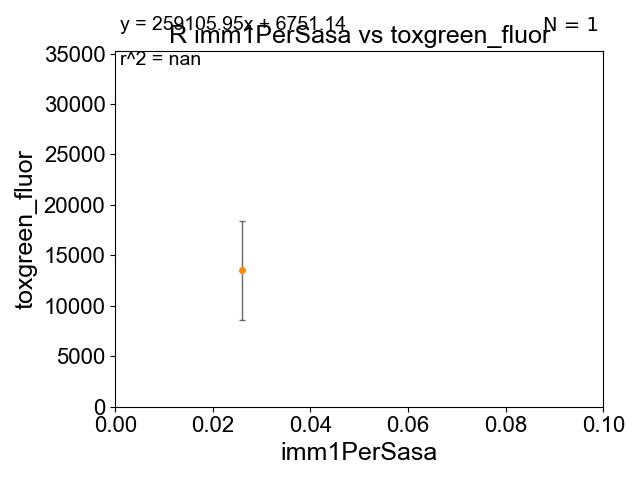 y = 259105.95x + 6751.14
N = 1
R imm1PerSasa vs toxgreen_fluor
r^2 = nan
35000
30000
25000
20000
15000
10000
5000
0
toxgreen_fluor
0.00 0.02 0.04 0.06 0.08 0.10
imm1PerSasa